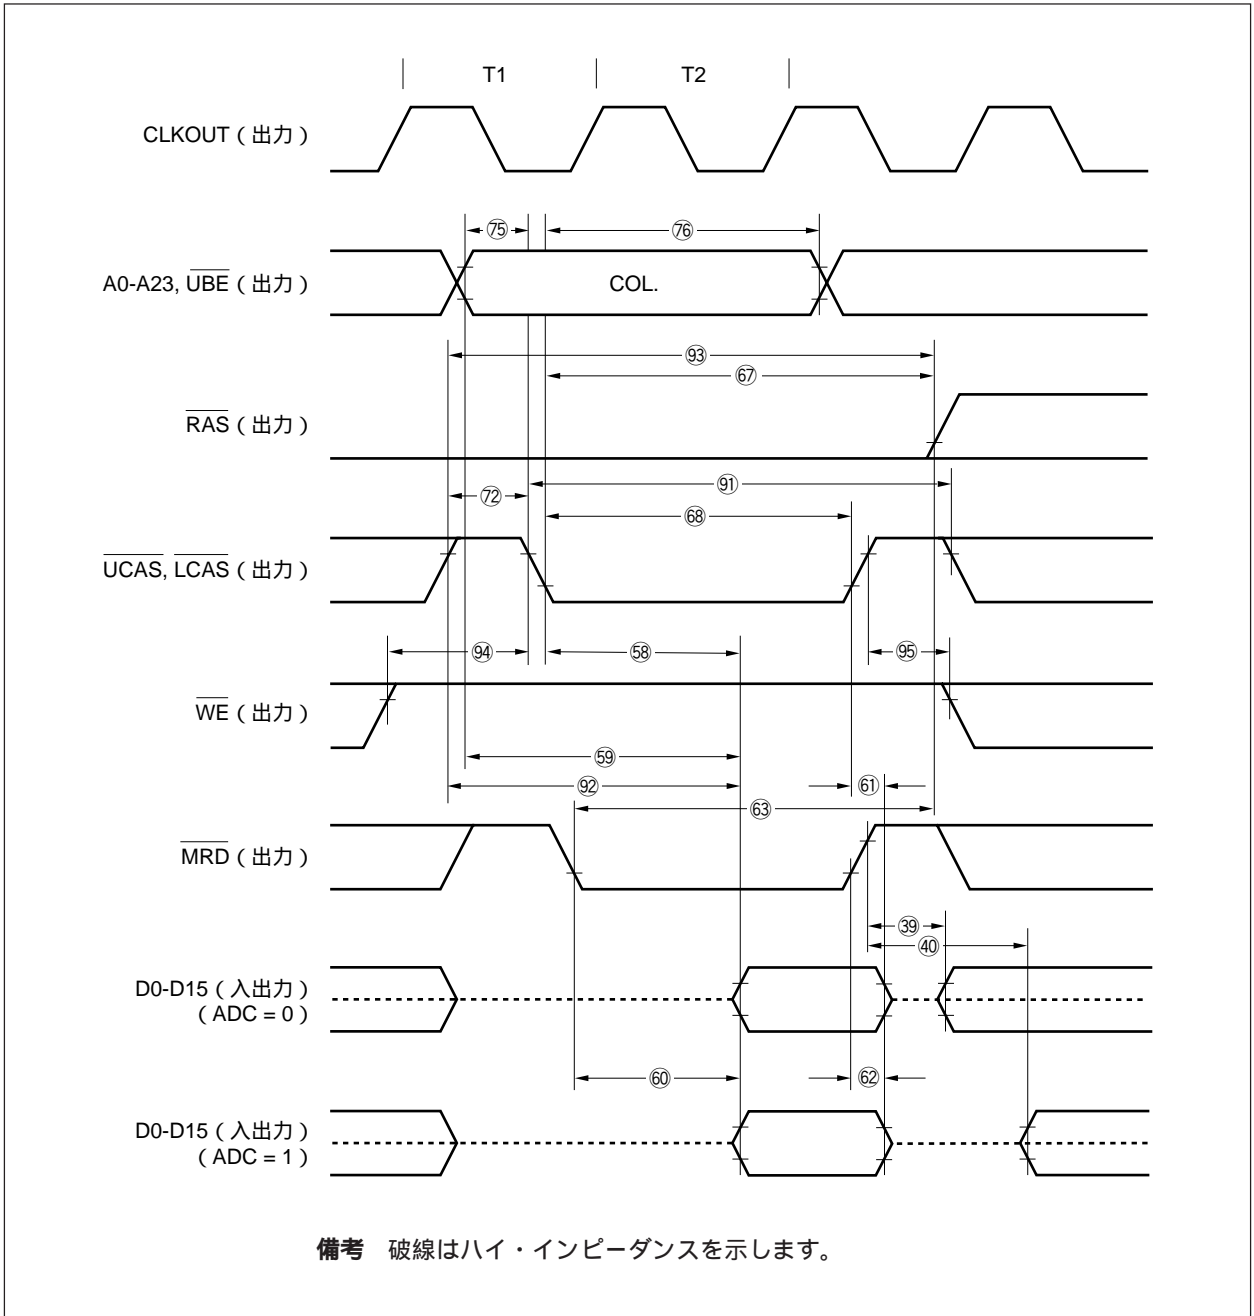 T1 T2
CLKOUT（出力）
㊄ ㊅
A0-A23, UBE（出力）
COL.
93
67
RAS（出力）
91
72
68
UCAS, LCAS（出力）
94 58 95
WE（出力）
59
92 61
63
MRD（出力）
39
40
D0-D15（入出力）
（ADC = 0）
60 62
D0-D15（入出力）
（ADC = 1）
備考 破線はハイ・インピーダンスを示します。